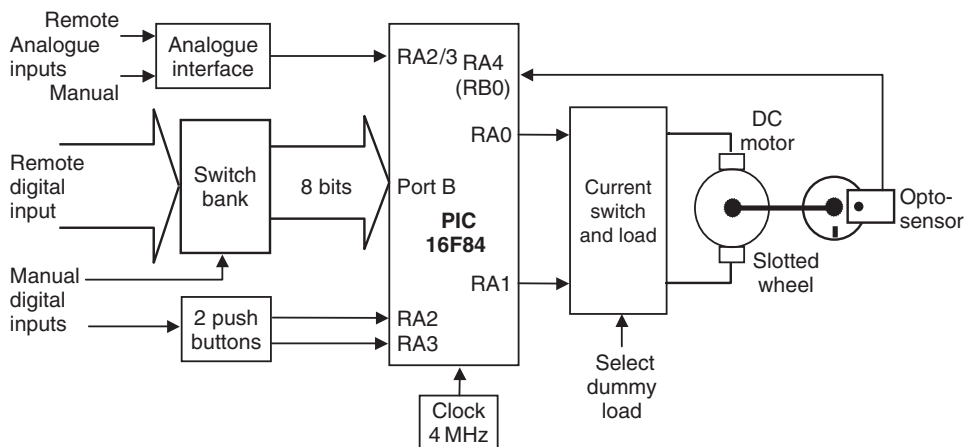 Remote
Analogue
inputs
Manual
Analogue
interface
RA2/3
RA4
(RB0)
RA0
DC
motor
Remote
digital
input
Switch
bank
8 bits
Port B
PIC
16F84
Current
switch
and load
Opto-
sensor
RA1
Slotted
wheel
Manual
digital
inputs
2 push
buttons
RA2
RA3
Select
dummy
load
Clock
4 MHz